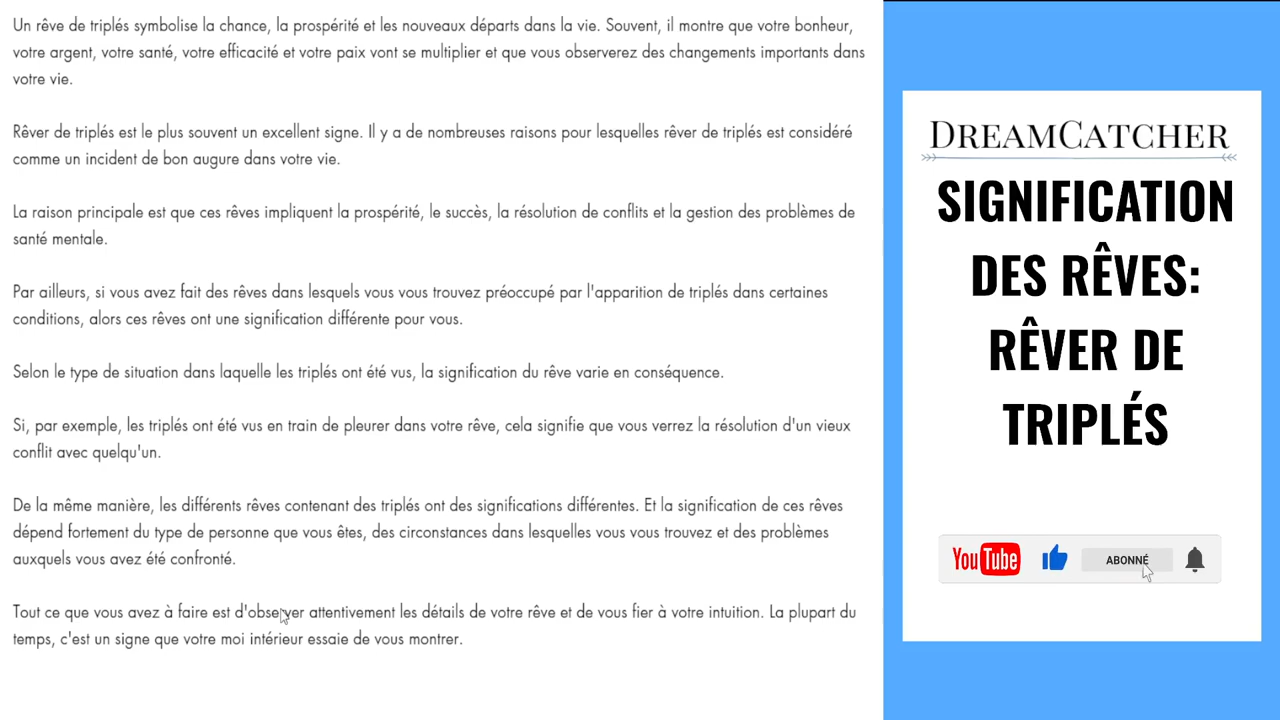 Un rêve de triplés symbolise la chance, la prospérité et les nouveaux départs dans la vie. Souvent, il montre que votre bonheur,
votre argent, votre santé, votre efficacité et votre paix vont se multiplier et que vous observerez des changements importants dans
votre vie.
Rêver de triplés est le plus souvent un excellent signe. Il y a de nombreuses raisons pour lesquelles rêver de triplés est considéré
comme un incident de bon augure dans votre vie.
La raison principale est que ces rêves impliquent la prospérité, le succès, la résolution de conflits et la gestion des problèmes de
santé mentale.
Par ailleurs, si vous avez fait des rêves dans lesquels vous vous trouvez préoccupé par l'apparition de triplés dans certaines
conditions, alors ces rêves ont une signification différente pour vous.
Selon le type de situation dans laquelle les triplés ont été vus, la signification du rêve varie en conséquence.
Si, par exemple, les triplés ont été vus en train de pleurer dans votre rêve, cela signifie que vous verrez la résolution d'un vieux
conflit avec quelqu'un.
De la même manière, les différents rêves contenant des triplés ont des significations différentes. Et la signification de ces rêves
dépend fortement du type de personne que vous êtes, des circonstances dans lesquelles vous vous trouvez et des problèmes
auxquels vous avez été confronté.
Tout ce que vous avez à faire est d'observer attentivement les détails de votre rêve et de vous fier à votre intuition. La plupart du
temps, c'est un signe que votre moi intérieur essaie de vous montrer.
DREAMCATCHER
SIGNIFICATION
DES RÊVES:
RÊVER DE
TRIPLÉS
YouTube ABONNÉ